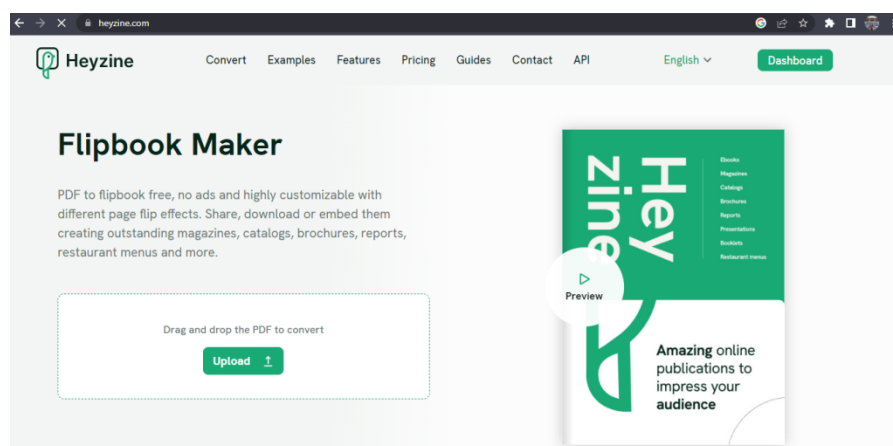 heyzine.com
Heyzine
Convert Examples Features Pricing Guides Contact API English Dashboard
Flipbook Maker
PDF to flipbook free, no ads and highly customizable with
different page flip effects. Share, download or embed them
creating outstanding magazines, catalogs, brochures, reports,
restaurant menus and more.
Drag and drop the PDF to convert
Upload
Hey
zine
Ebooks
Magazines
Catalogs
Brochures
Reports
Presentations
Booklets
Restaurant menus
Preview
Amazing online
publications to
impress your
audience